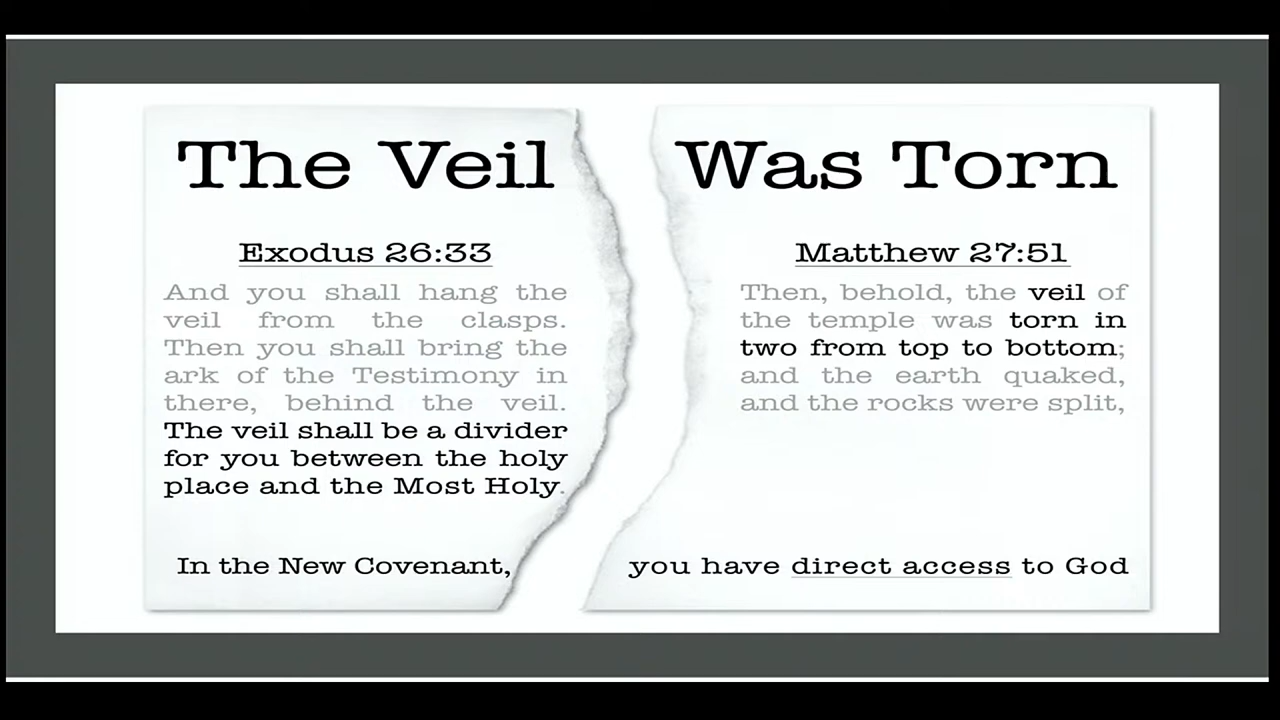 The Veil Was Torn
Exodus 26:33
And you shall hang the
veil from the clasps.
Then you shall bring the
ark of the Testimony in
there, behind the veil.
The veil shall be a divider
for you between the holy
place and the Most Holy.
Matthew 27:51
Then, behold, the veil of
the temple was torn in
two from top to bottom;
and the earth quaked,
and the rocks were split,
In the New Covenant, you have direct access to God